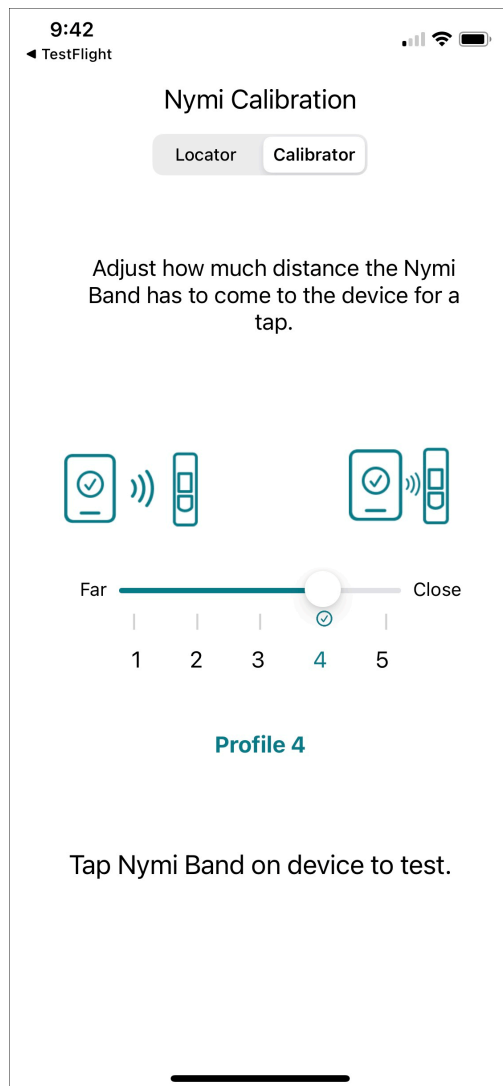 9:42
◀ TestFlight
Nymi Calibration
Locator Calibrator
Adjust how much distance the Nymi
Band has to come to the device for a
tap.
Far Close
1 2 3 4 5
Profile 4
Tap Nymi Band on device to test.